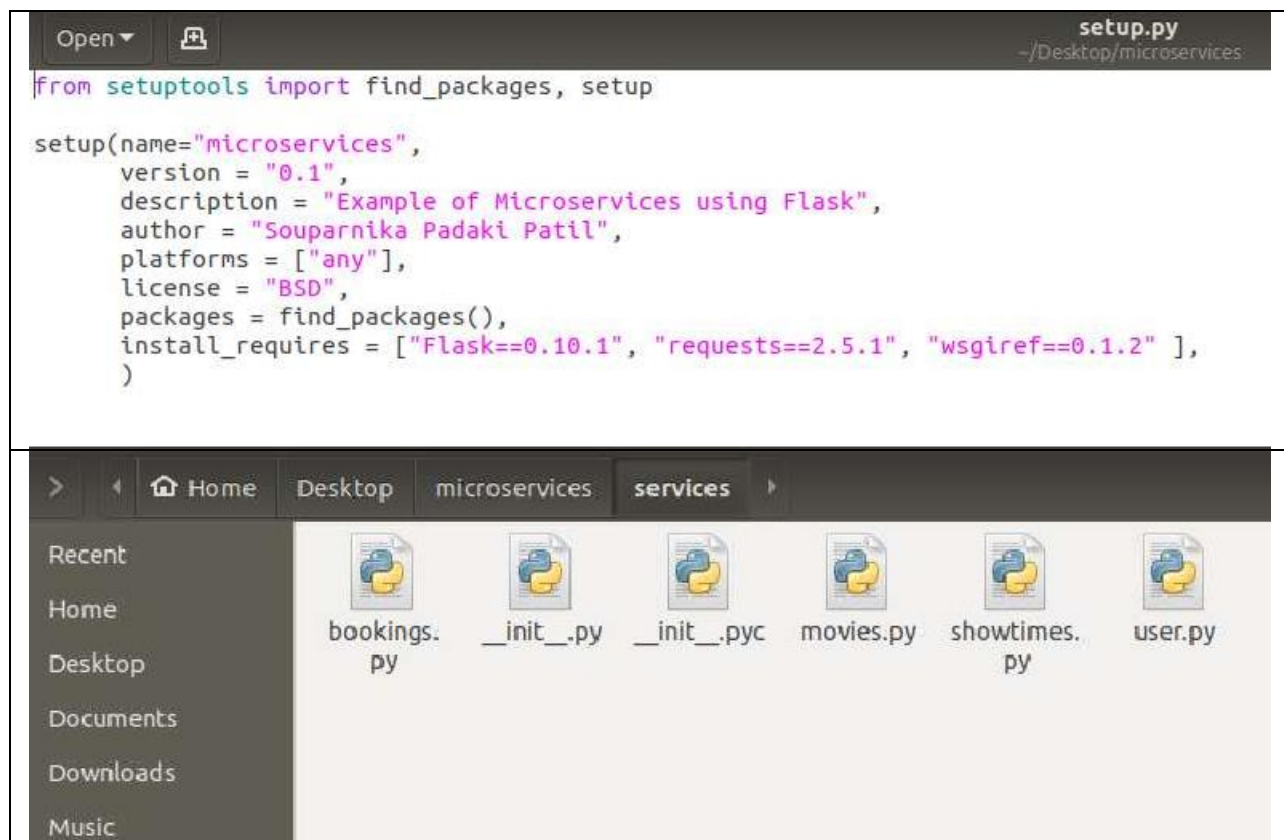 Open
setup.py
~/Desktop/microservices
from setuptools import find_packages, setup
setup(name="microservices",
version = "0.1",
description = "Example of Microservices using Flask",
author = "Souparnika Padaki Patil",
platforms = ["any"],
license = "BSD",
packages = find_packages(),
install_requires = ["Flask==0.10.1", "requests==2.5.1", "wsgiref==0.1.2" ],
)
> Home Desktop microservices services
Recent
Home
Desktop
Documents
Downloads
Music
bookings.
py
__init__.py
__init__.pyc
movies.py
showtimes.
py
user.py